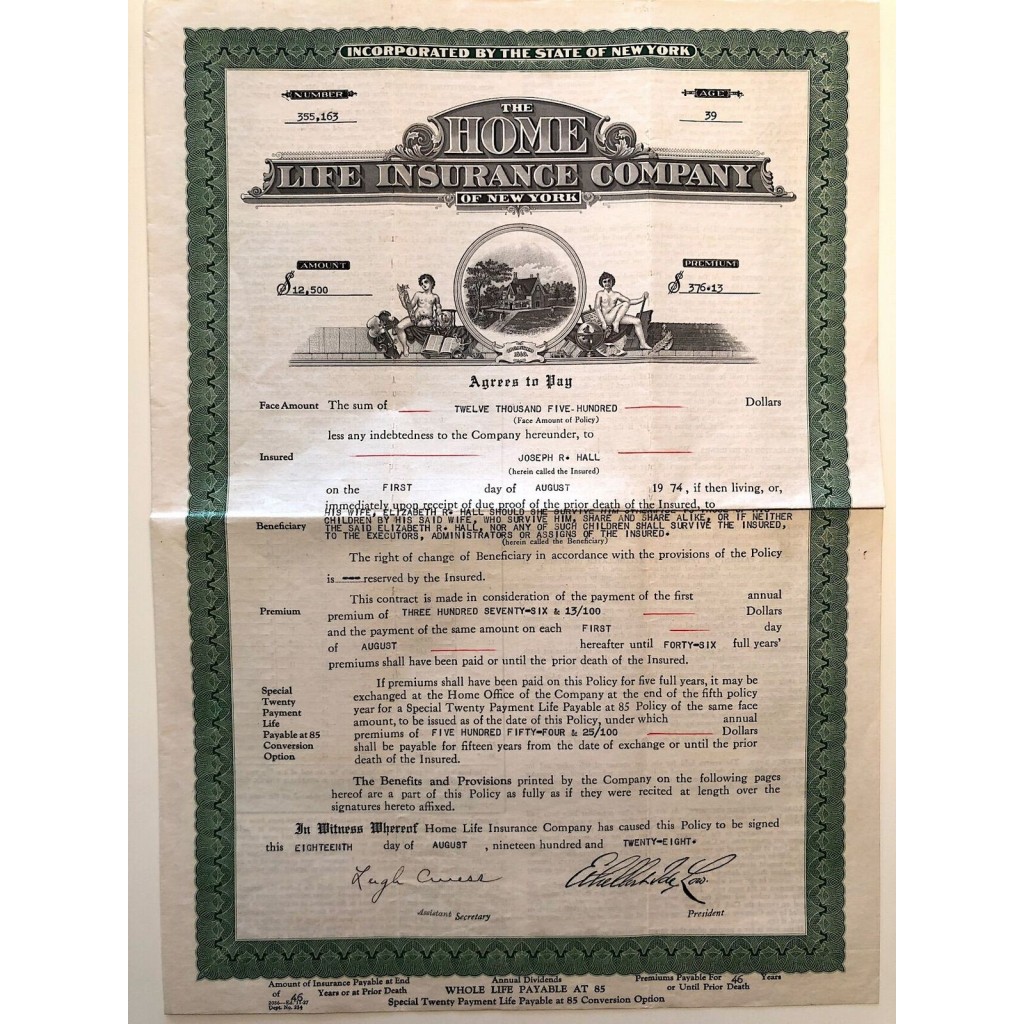 INCORPORATED BY THE STATE OF NEW YORK
NUMBER
355,163
AGE
39
THE
HOME
LIFE INSURANCE COMPANY
OF NEW YORK
AMOUNT
$ 12,500
PREMIUM
$ 376.13
1860
Agrees to Pay
Face Amount The sum of TWELVE THOUSAND FIVE-HUNDRED Dollars
(Face Amount of Policy)
less any indebtedness to the Company hereunder, to
Insured JOSEPH R. HALL
(herein called the Insured)
on the FIRST day of AUGUST 19 74, if then living, or,
immediately upon receipt of due proof of the prior death of the Insured, to
HIS WIFE, ELIZABETH R. HALL SHOULD SHE SURVIVE HIM
CHILDREN BY HIS SAID WIFE, WHO SURVIVE HIM, SHARE AND SHARE ALIKE, OR IF NEITHER
Beneficiary THE SAID ELIZABETH R. HALL, NOR ANY OF SUCH CHILDREN SHALL SURVIVE THE INSURED,
TO THE EXECUTORS, ADMINISTRATORS OR ASSIGNS OF THE INSURED.
(herein called the Beneficiary)
The right of change of Beneficiary in accordance with the provisions of the Policy
is reserved by the Insured.
This contract is made in consideration of the payment of the first annual
Premium premium of THREE HUNDRED SEVENTY-SIX & 13/100 Dollars
and the payment of the same amount on each FIRST day
of AUGUST hereafter until FORTY-SIX full years'
premiums shall have been paid or until the prior death of the Insured.
Special
Twenty
Payment
Life
Payable at 85
Conversion
Option
If premiums shall have been paid on this Policy for five full years, it may be
exchanged at the Home Office of the Company at the end of the fifth policy
year for a Special Twenty Payment Life Payable at 85 Policy of the same face
amount, to be issued as of the date of this Policy, under which annual
premiums of FIVE HUNDRED FIFTY-FOUR & 25/100 Dollars
shall be payable for fifteen years from the date of exchange or until the prior
death of the Insured.
The Benefits and Provisions printed by the Company on the following pages
hereof are a part of this Policy as fully as if they were recited at length over the
signatures hereto affixed.
In Witness Whereof Home Life Insurance Company has caused this Policy to be signed
this EIGHTEENTH day of AUGUST , nineteen hundred and TWENTY-EIGHT.
Assistant Secretary
President
Amount of Insurance Payable at End
of 46 Years or at Prior Death
Annual Dividends
WHOLE LIFE PAYABLE AT 85
Special Twenty Payment Life Payable at 85 Conversion Option
Premiums Payable For 46 Years
or Until Prior Death
Dept. No. 234